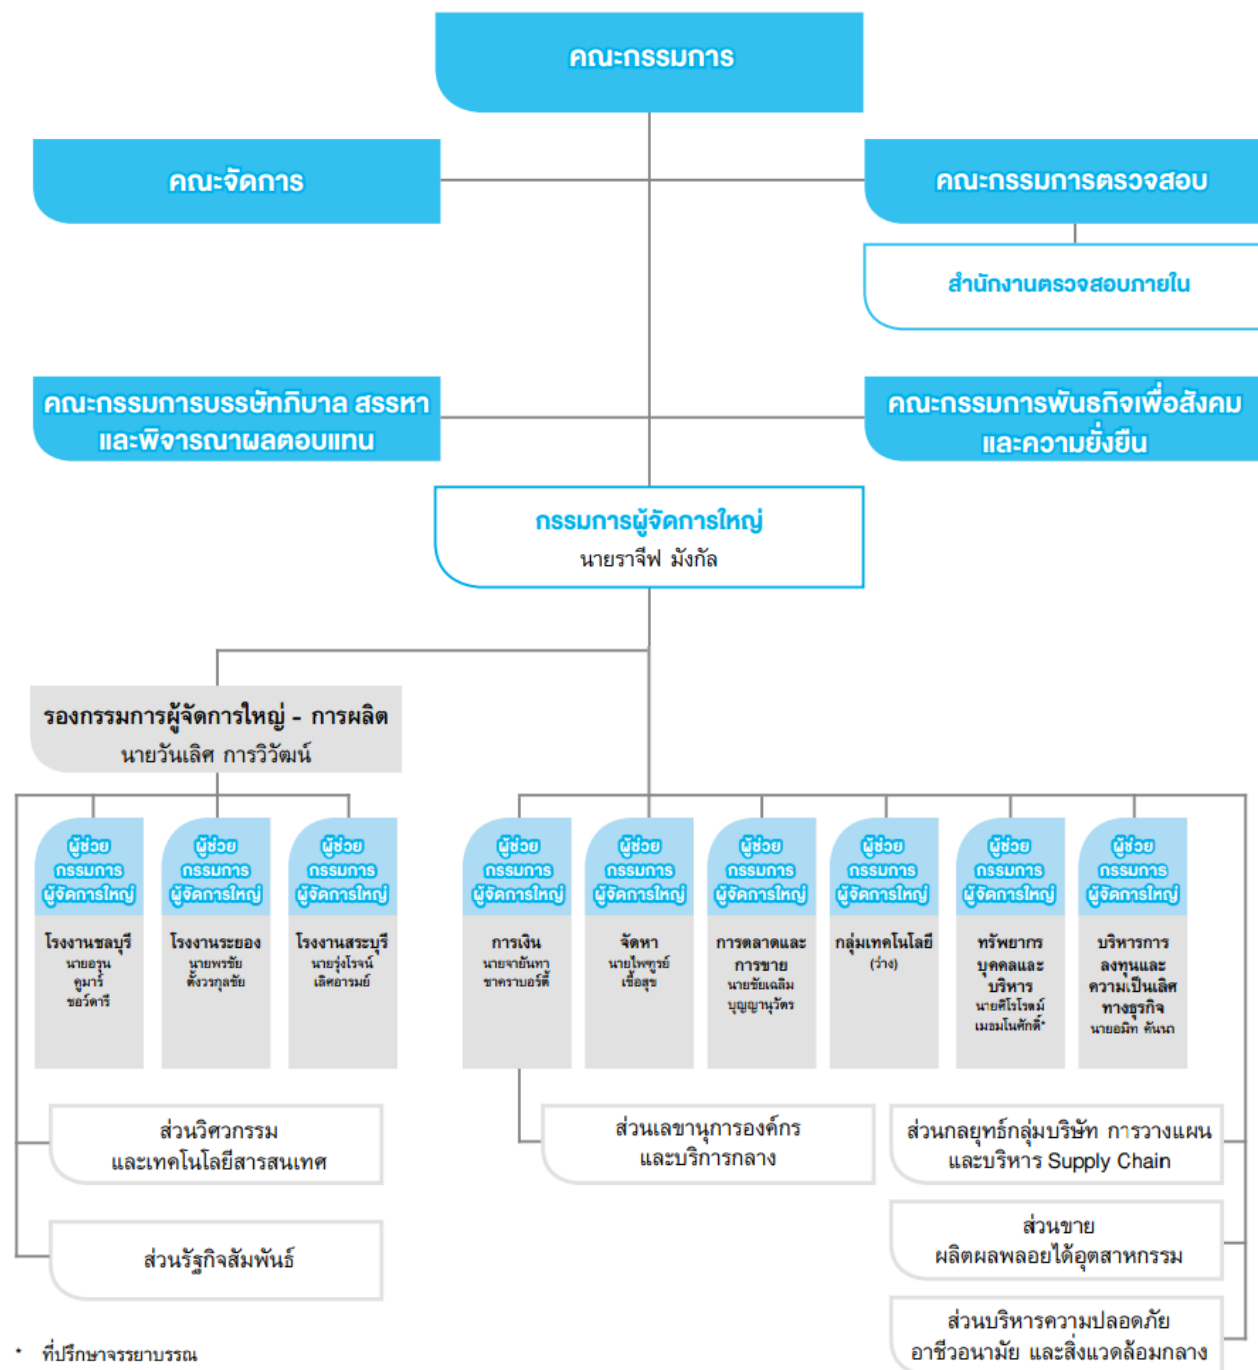 คณะกรรมการ
คณะจัดการ
คณะกรรมการตรวจสอบ
สำนักงานตรวจสอบภายใน
คณะกรรมการบรรษัทภิบาล สรรหา
และพิจารณาผลตอบแทน
คณะกรรมการพันธกิจเพื่อสังคม
และความยั่งยืน
กรรมการผู้จัดการใหญ่
นายราจีฟ มังกัล
รองกรรมการผู้จัดการใหญ่ - การผลิต
นายวันเลิศ การวิวัฒน์
ผู้ช่วย
กรรมการ
ผู้จัดการใหญ่
โรงงานชลบุรี
นายอรุน
คูมาร์
ชอว์ดารี
ผู้ช่วย
กรรมการ
ผู้จัดการใหญ่
โรงงานระยอง
นายพรชัย
ตั้งวรกุลชัย
ผู้ช่วย
กรรมการ
ผู้จัดการใหญ่
โรงงานสระบุรี
นายรุ่งโรจน์
เลิศอารมย์
ผู้ช่วย
กรรมการ
ผู้จัดการใหญ่
การเงิน
นายจายันทา
ชาคราบอร์ตี้
ผู้ช่วย
กรรมการ
ผู้จัดการใหญ่
จัดหา
นายไพฑูรย์
เชื้อสุข
ผู้ช่วย
กรรมการ
ผู้จัดการใหญ่
การตลาดและ
การขาย
นายชัยเฉลิม
บุญญานุวัตร
ผู้ช่วย
กรรมการ
ผู้จัดการใหญ่
กลุ่มเทคโนโลยี
(ว่าง)
ผู้ช่วย
กรรมการ
ผู้จัดการใหญ่
ทรัพยากร
บุคคลและ
บริหาร
นายศิโรโรตม์
เมธมโนศักดิ์*
ผู้ช่วย
กรรมการ
ผู้จัดการใหญ่
บริหารการ
ลงทุนและ
ความเป็นเลิศ
ทางธุรกิจ
นายอมิท คันนา
ส่วนวิศวกรรม
และเทคโนโลยีสารสนเทศ
ส่วนรัฐกิจสัมพันธ์
ส่วนเลขานุการองค์กร
และบริการกลาง
ส่วนกลยุทธ์กลุ่มบริษัท การวางแผน
และบริหาร Supply Chain
ส่วนขาย
ผลิตผลพลอยได้อุตสาหกรรม
ส่วนบริหารความปลอดภัย
อาชีวอนามัย และสิ่งแวดล้อมกลาง
* ที่ปรึกษาจรรยาบรรณ